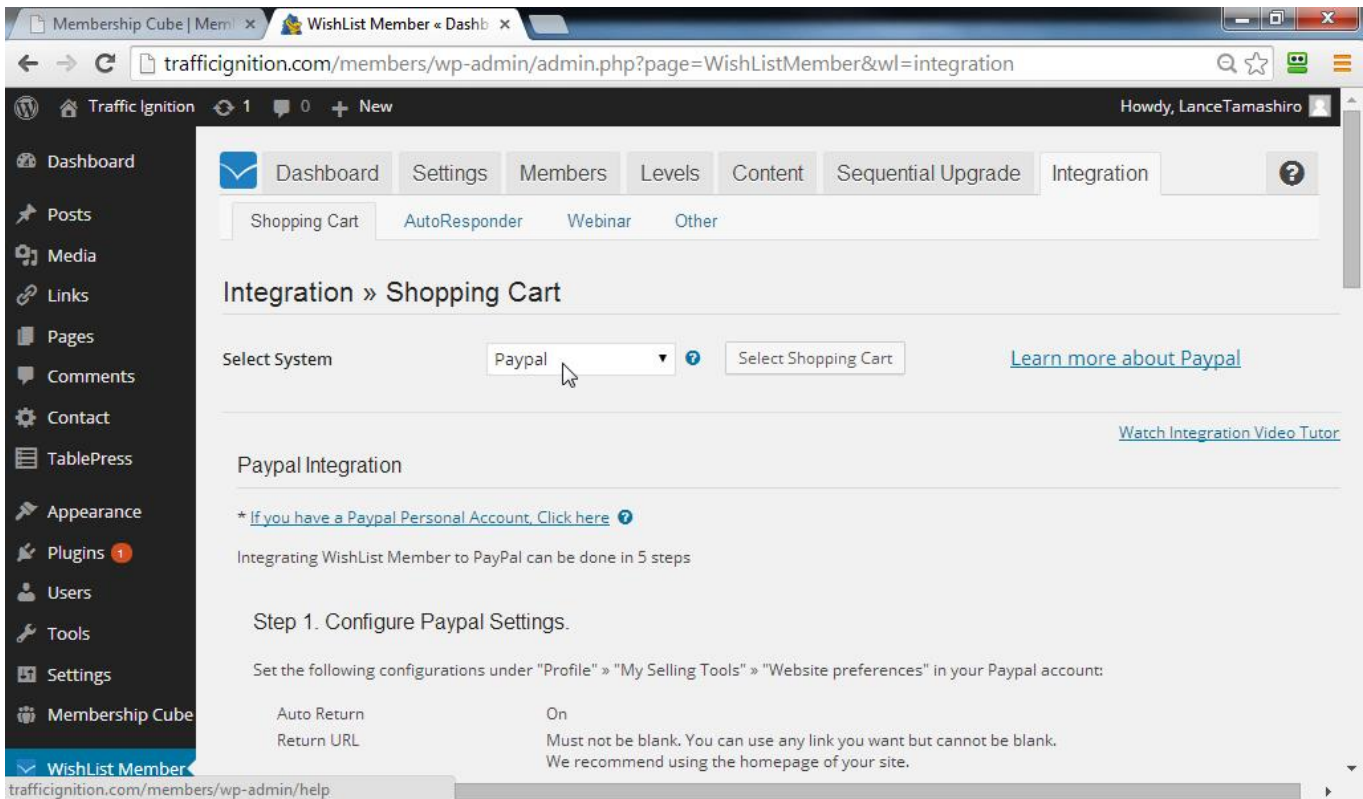 Membership Cube | Mem
WishList Member « Dashb
trafficignition.com/members/wp-admin/admin.php?page=WishListMember&wl=integration
Traffic Ignition 1 0 + New Howdy, LanceTamashiro
Dashboard
Posts
Media
Links
Pages
Comments
Contact
TablePress
Appearance
Plugins 1
Users
Tools
Settings
Membership Cube
WishList Member
Dashboard Settings Members Levels Content Sequential Upgrade Integration
Shopping Cart AutoResponder Webinar Other
Integration » Shopping Cart
Select System Paypal Select Shopping Cart Learn more about Paypal
Watch Integration Video Tutor
Paypal Integration
* If you have a Paypal Personal Account, Click here
Integrating WishList Member to PayPal can be done in 5 steps
Step 1. Configure Paypal Settings.
Set the following configurations under "Profile" » "My Selling Tools" » "Website preferences" in your Paypal account:
Auto Return On
Return URL Must not be blank. You can use any link you want but cannot be blank.
We recommend using the homepage of your site.
trafficignition.com/members/wp-admin/help